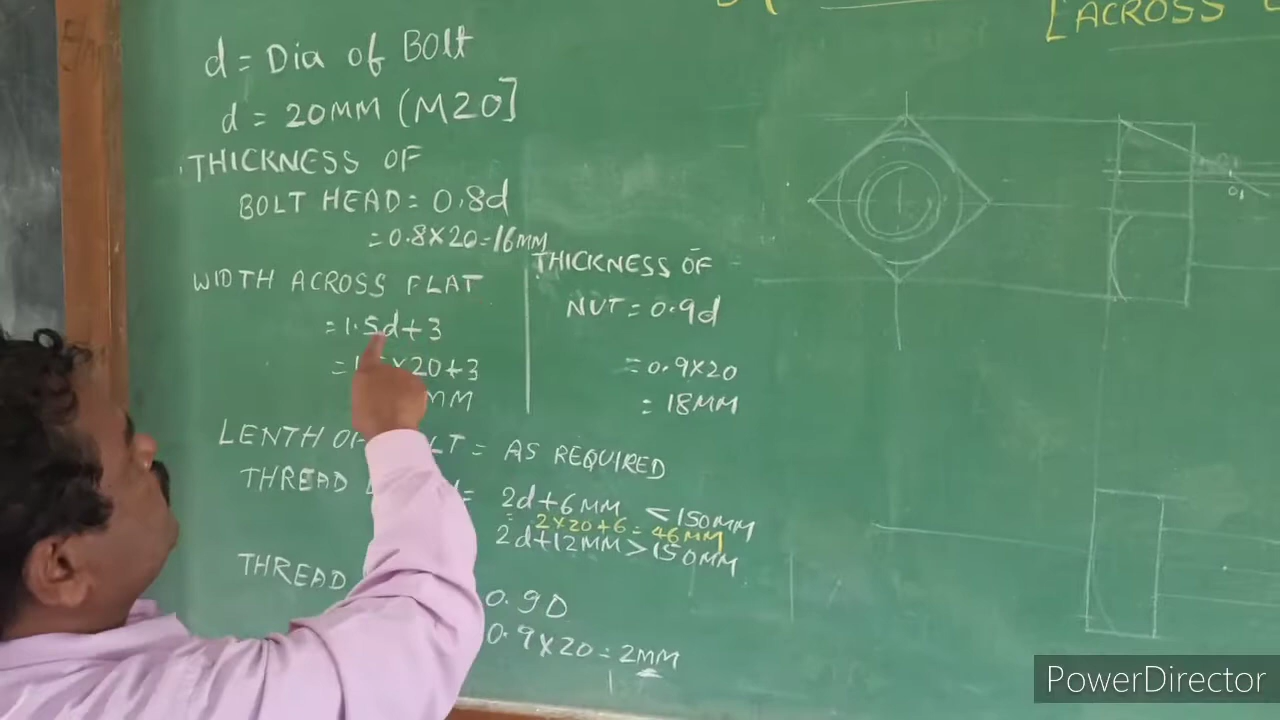 [ACROSS
d = Dia of Bolt
d = 20MM (M20]
THICKNESS OF
BOLT HEAD = 0.8d
= 0.8×20 = 16MM
WIDTH ACROSS FLAT
= 1.5d+3
= 1. ×20+3
MM
THICKNESS OF
NUT = 0.9d
= 0.9×20
= 18MM
LENTH OF LT = AS REQUIRED
THREAD = 2d+6MM <150MM
= 2×20+6 = 46MM
2d+12MM >150MM
THREAD 0.9D
0.9×20 = 2MM
PowerDirector